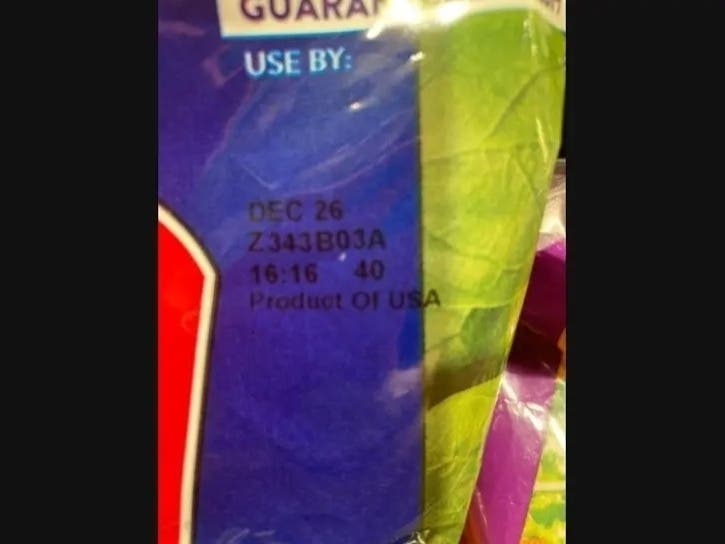 USE BY:
DEC 26
Z343B03A
16:16 40
Product Of USA